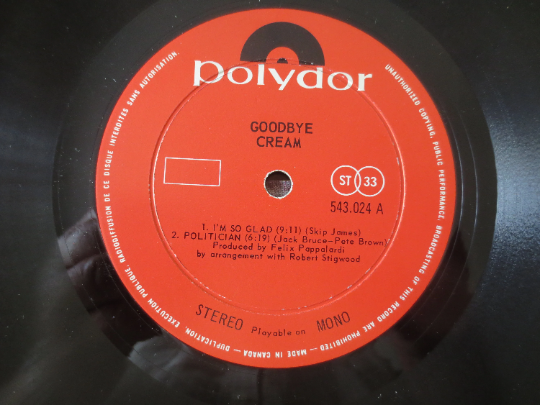 polydor
GOODBYE
CREAM
ST 33
543.024 A
1. I'M SO GLAD (9:11) (Skip James)
2. POLITICIAN (6:19) (Jack Bruce-Pete Brown)
Produced by Felix Pappalardi
by arrangement with Robert Stigwood
STEREO Playable on MONO
UNAUTHORIZED COPYING, PUBLIC PERFORMANCE, BROADCASTING OF THIS RECORD ARE PROHIBITED — MADE IN CANADA — DUPLICATION, EXECUTION PUBLIQUE, RADIODIFFUSION DE CE DISQUE INTERDITES SANS AUTORISATION.